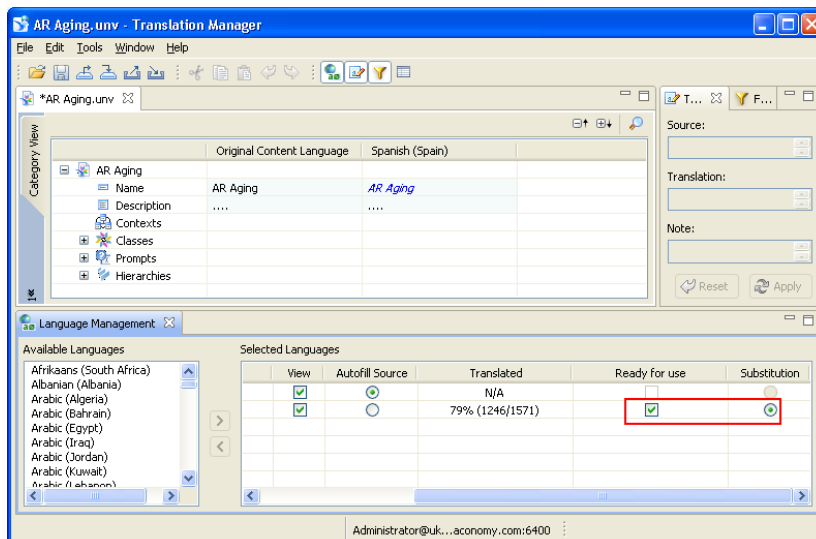 AR Aging.unv - Translation Manager
File Edit Tools Window Help
*AR Aging.unv
Category View
Original Content Language Spanish (Spain)
AR Aging
Name AR Aging AR Aging
Description .... ....
Contexts
Classes
Prompts
Hierarchies
T... F...
Source:
Translation:
Note:
Reset Apply
Language Management
Available Languages
Afrikaans (South Africa)
Albanian (Albania)
Arabic (Algeria)
Arabic (Bahrain)
Arabic (Egypt)
Arabic (Iraq)
Arabic (Jordan)
Arabic (Kuwait)
Arabic (Lebanon)
Selected Languages
View Autofill Source Translated Ready for use Substitution
N/A
79% (1246/1571)
Administrator@uk...aconomy.com:6400